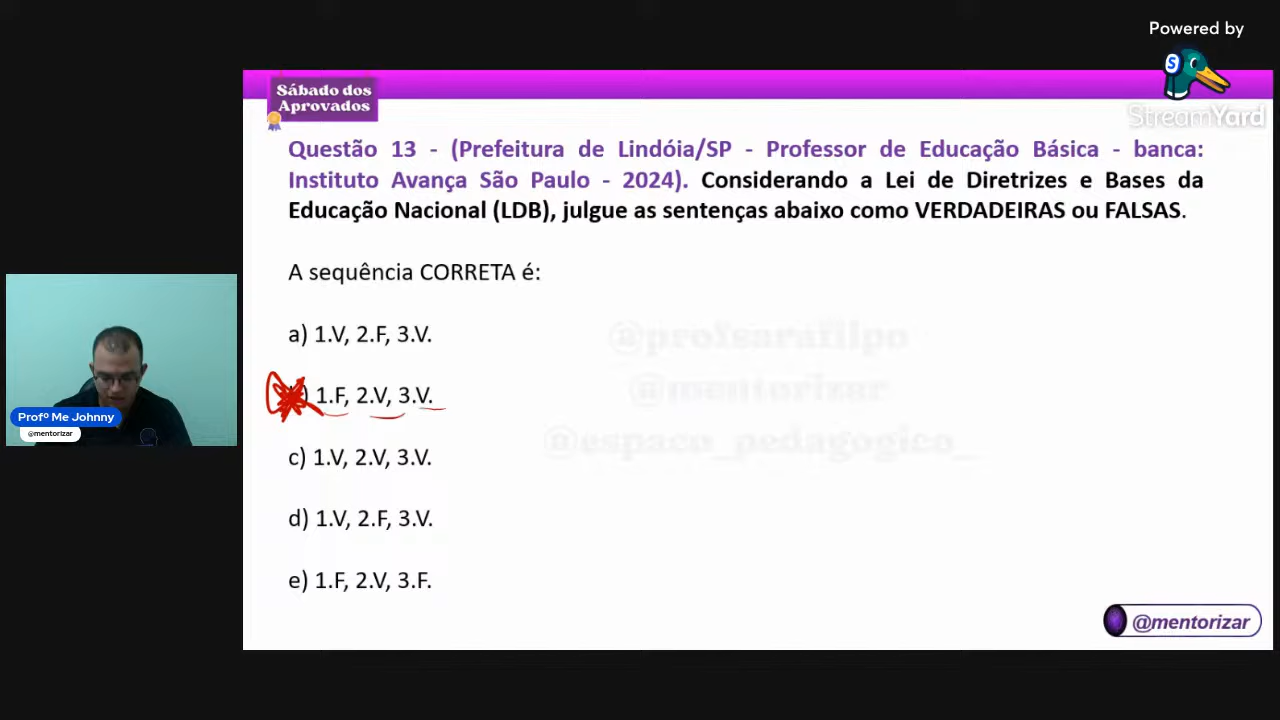 Powered by
StreamYard
Sábado dos
Aprovados
Questão 13 - (Prefeitura de Lindóia/SP - Professor de Educação Básica - banca:
Instituto Avança São Paulo - 2024). Considerando a Lei de Diretrizes e Bases da
Educação Nacional (LDB), julgue as sentenças abaixo como VERDADEIRAS ou FALSAS.
A sequência CORRETA é:
a) 1.V, 2.F, 3.V.
) 1.F, 2.V, 3.V.
c) 1.V, 2.V, 3.V.
d) 1.V, 2.F, 3.V.
e) 1.F, 2.V, 3.F.
@profsarafilpo
@mentorizar
@espaco_pedagogico_
Profº Me Johnny
@mentorizar
@mentorizar